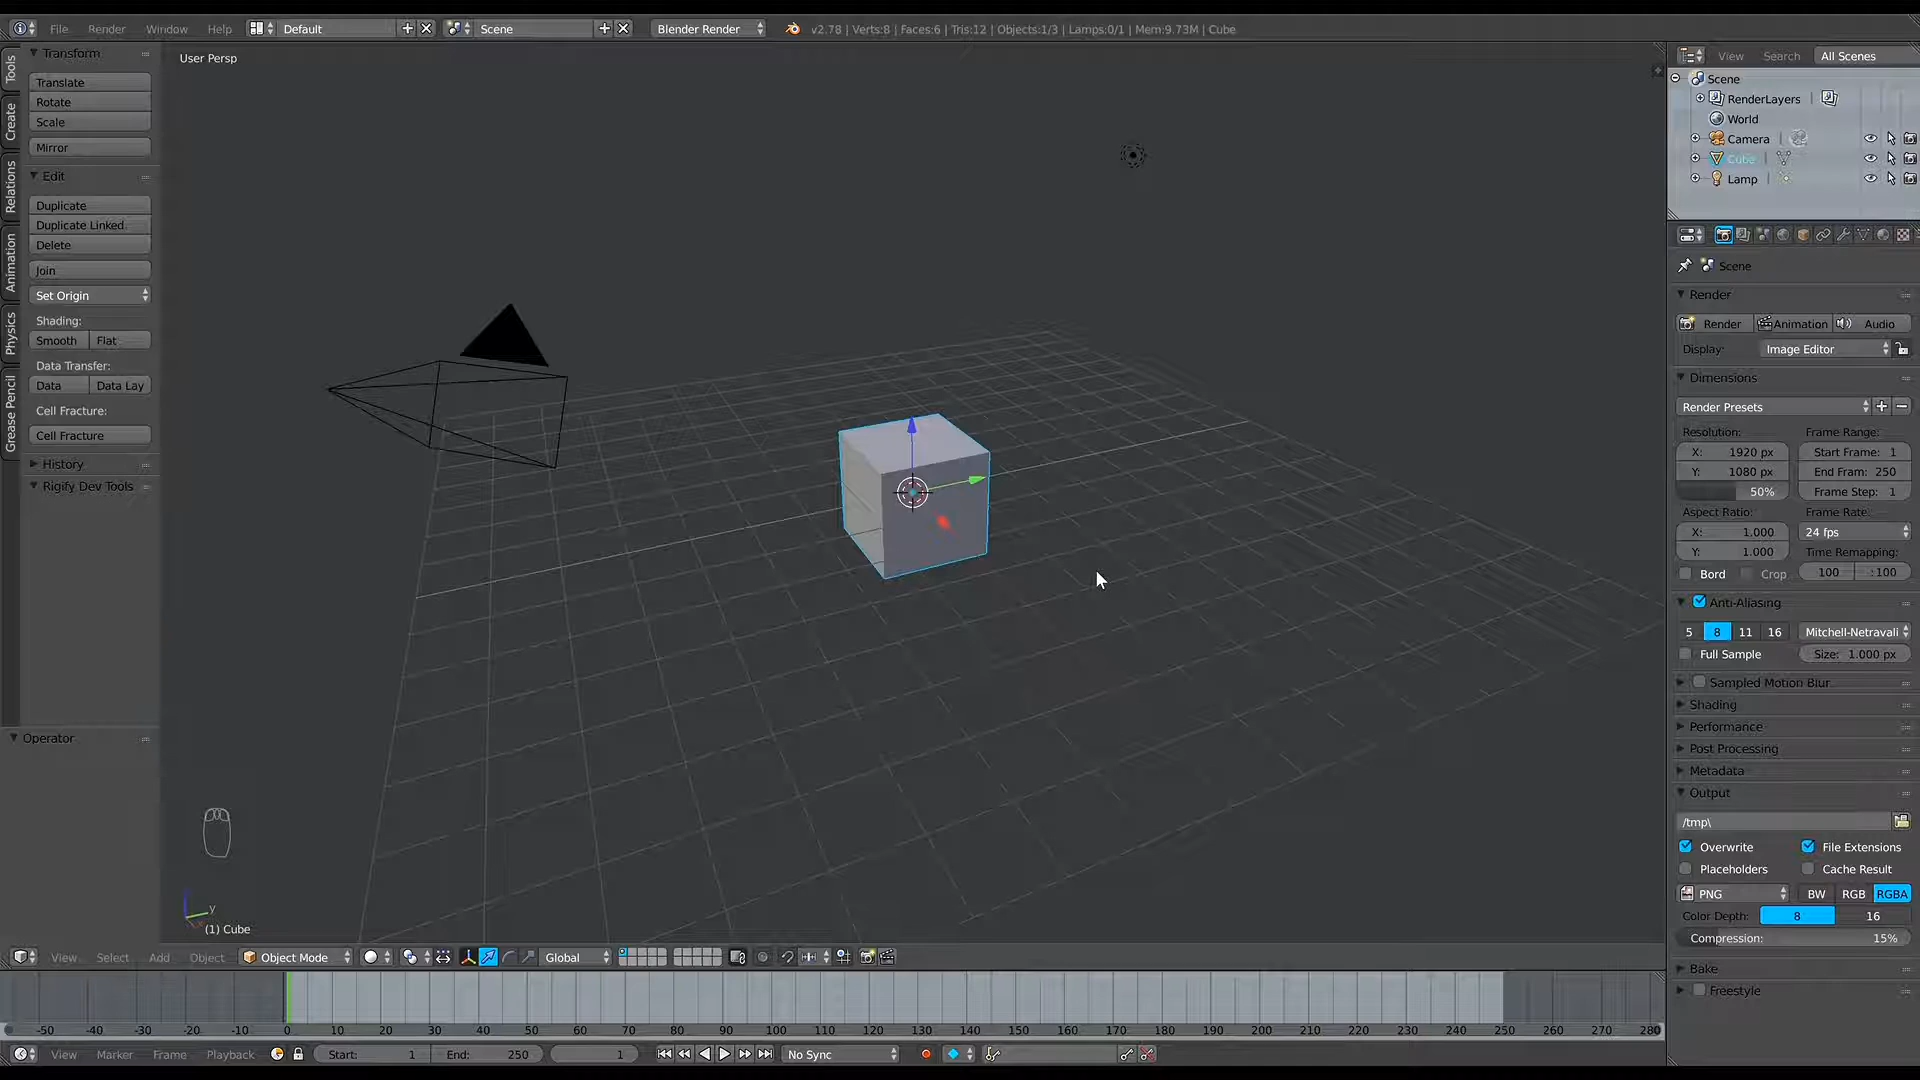 File Render Window Help Default Scene Blender Render v2.78 | Verts:8 | Faces:6 | Tris:12 | Objects:1/3 | Lamps:0/1 | Mem:9.73M | Cube
Tools
Create
Relations
Animation
Physics
Grease Pencil
Transform
Translate
Rotate
Scale
Mirror
Edit
Duplicate
Duplicate Linked
Delete
Join
Set Origin
Shading:
Smooth Flat
Data Transfer:
Data Data Lay
Cell Fracture:
Cell Fracture
History
Rigify Dev Tools
Operator
User Persp
y
(1) Cube
View Select Add Object Object Mode Global
View Search All Scenes
Scene
RenderLayers |
World
Camera |
Cube |
Lamp |
Scene
Render
Render Animation Audio
Display: Image Editor
Dimensions
Render Presets
Resolution: Frame Range:
X: 1920 px Start Frame: 1
Y: 1080 px End Fram: 250
50% Frame Step: 1
Aspect Ratio: Frame Rate:
X: 1.000 24 fps
Y: 1.000 Time Remapping:
Bord Crop 100 :100
Anti-Aliasing
5 8 11 16 Mitchell-Netravali
Full Sample Size: 1.000 px
Sampled Motion Blur
Shading
Performance
Post Processing
Metadata
Output
/tmp\
Overwrite File Extensions
Placeholders Cache Result
PNG BW RGB RGBA
Color Depth: 8 16
Compression: 15%
Bake
Freestyle
-50 -40 -30 -20 -10 0 10 20 30 40 50 60 70 80 90 100 110 120 130 140 150 160 170 180 190 200 210 220 230 240 250 260 270 280
View Marker Frame Playback Start: 1 End: 250 1 No Sync